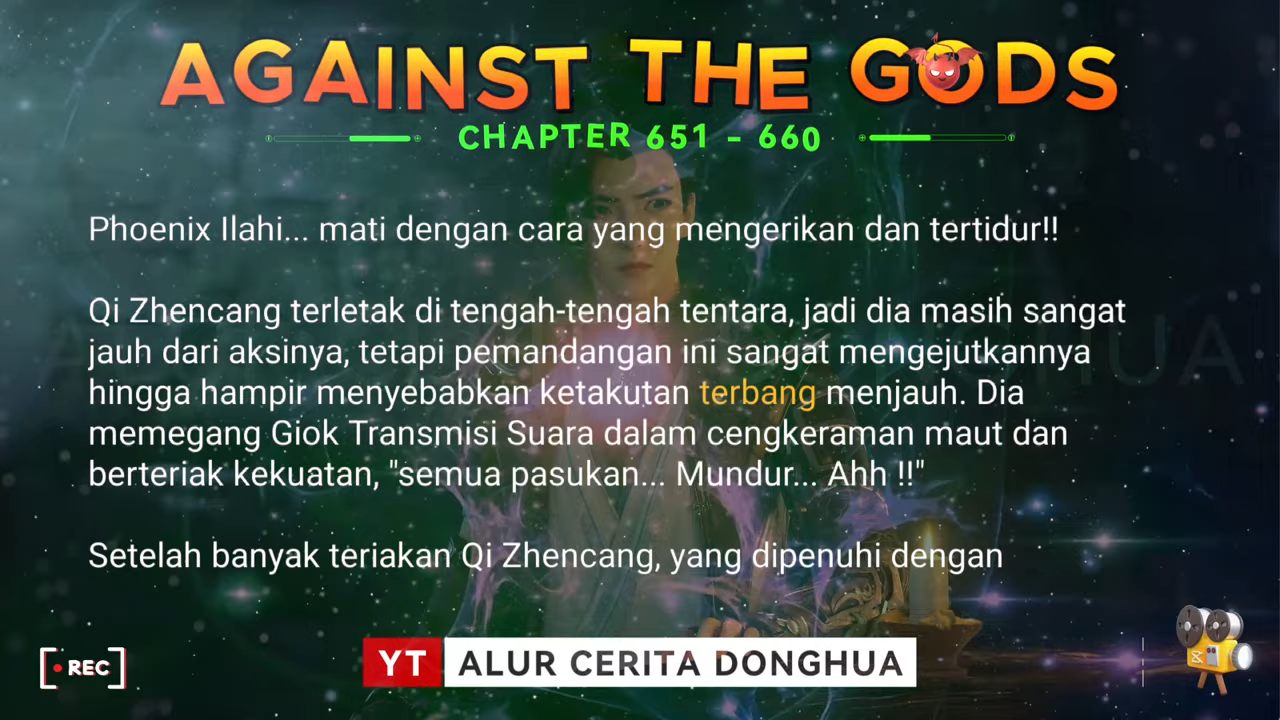 AGAINST THE GODS
CHAPTER 651 - 660
Phoenix Ilahi... mati dengan cara yang mengerikan dan tertidur!!
Qi Zhencang terletak di tengah-tengah tentara, jadi dia masih sangat
jauh dari aksinya, tetapi pemandangan ini sangat mengejutkannya
hingga hampir menyebabkan ketakutan terbang menjauh. Dia
memegang Giok Transmisi Suara dalam cengkeraman maut dan
berteriak kekuatan, "semua pasukan... Mundur... Ahh !!"
Setelah banyak teriakan Qi Zhencang, yang dipenuhi dengan
REC
YT ALUR CERITA DONGHUA